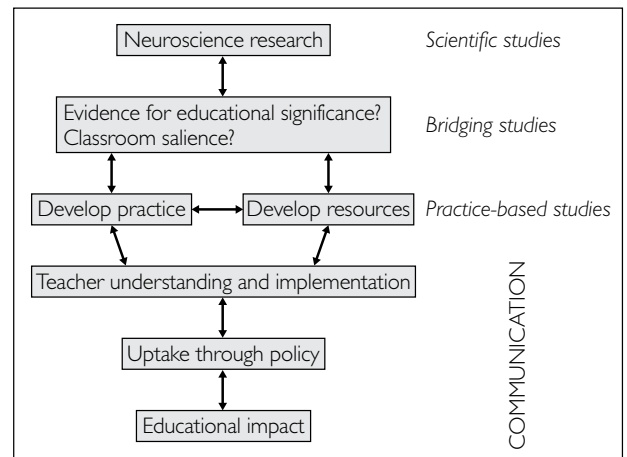 Neuroscience research
Scientific studies
Evidence for educational significance?
Classroom salience?
Bridging studies
Develop practice
Develop resources
Practice-based studies
Teacher understanding and implementation
Uptake through policy
Educational impact
COMMUNICATION